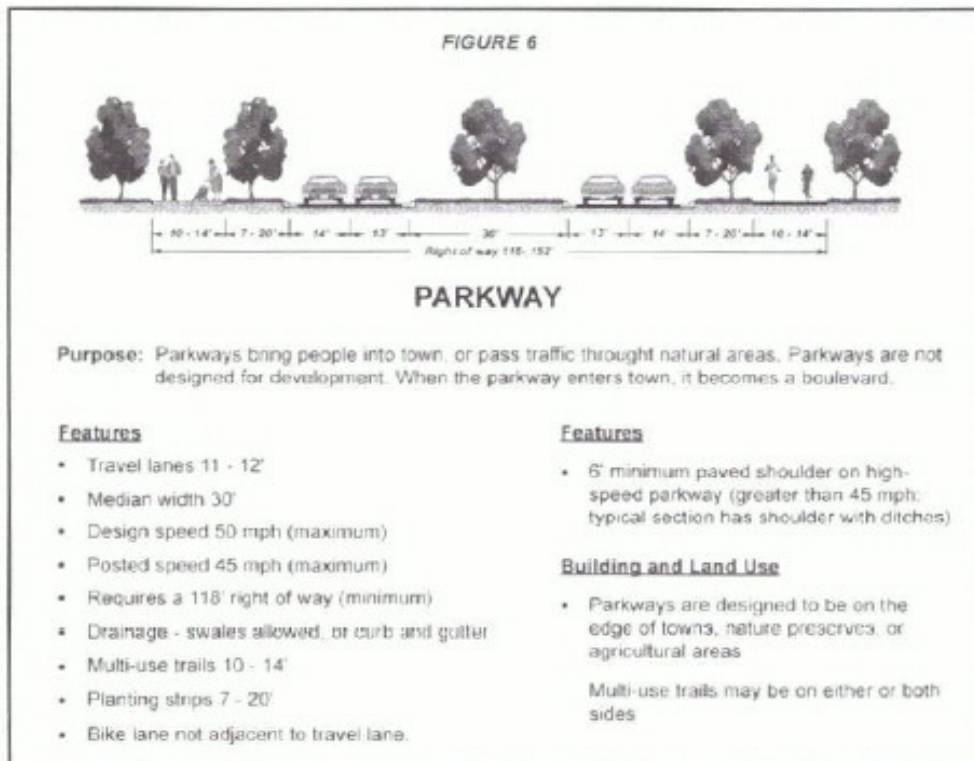 FIGURE 6
10 - 14' 7 - 20' 14' 13' 30' 13' 14' 7 - 20' 10 - 14'
Right of way 118- 152'
PARKWAY
Purpose: Parkways bring people into town, or pass traffic throught natural areas. Parkways are not
designed for development. When the parkway enters town, it becomes a boulevard.
Features
• Travel lanes 11 - 12'
• Median width 30'
• Design speed 50 mph (maximum)
• Posted speed 45 mph (maximum)
• Requires a 118' right of way (minimum)
• Drainage - swales allowed, or curb and gutter
• Multi-use trails 10 - 14'
• Planting strips 7 - 20'
• Bike lane not adjacent to travel lane.
Features
• 6' minimum paved shoulder on high-
speed parkway (greater than 45 mph;
typical section has shoulder with ditches)
Building and Land Use
• Parkways are designed to be on the
edge of towns, nature preserves, or
agricultural areas
Multi-use trails may be on either or both
sides